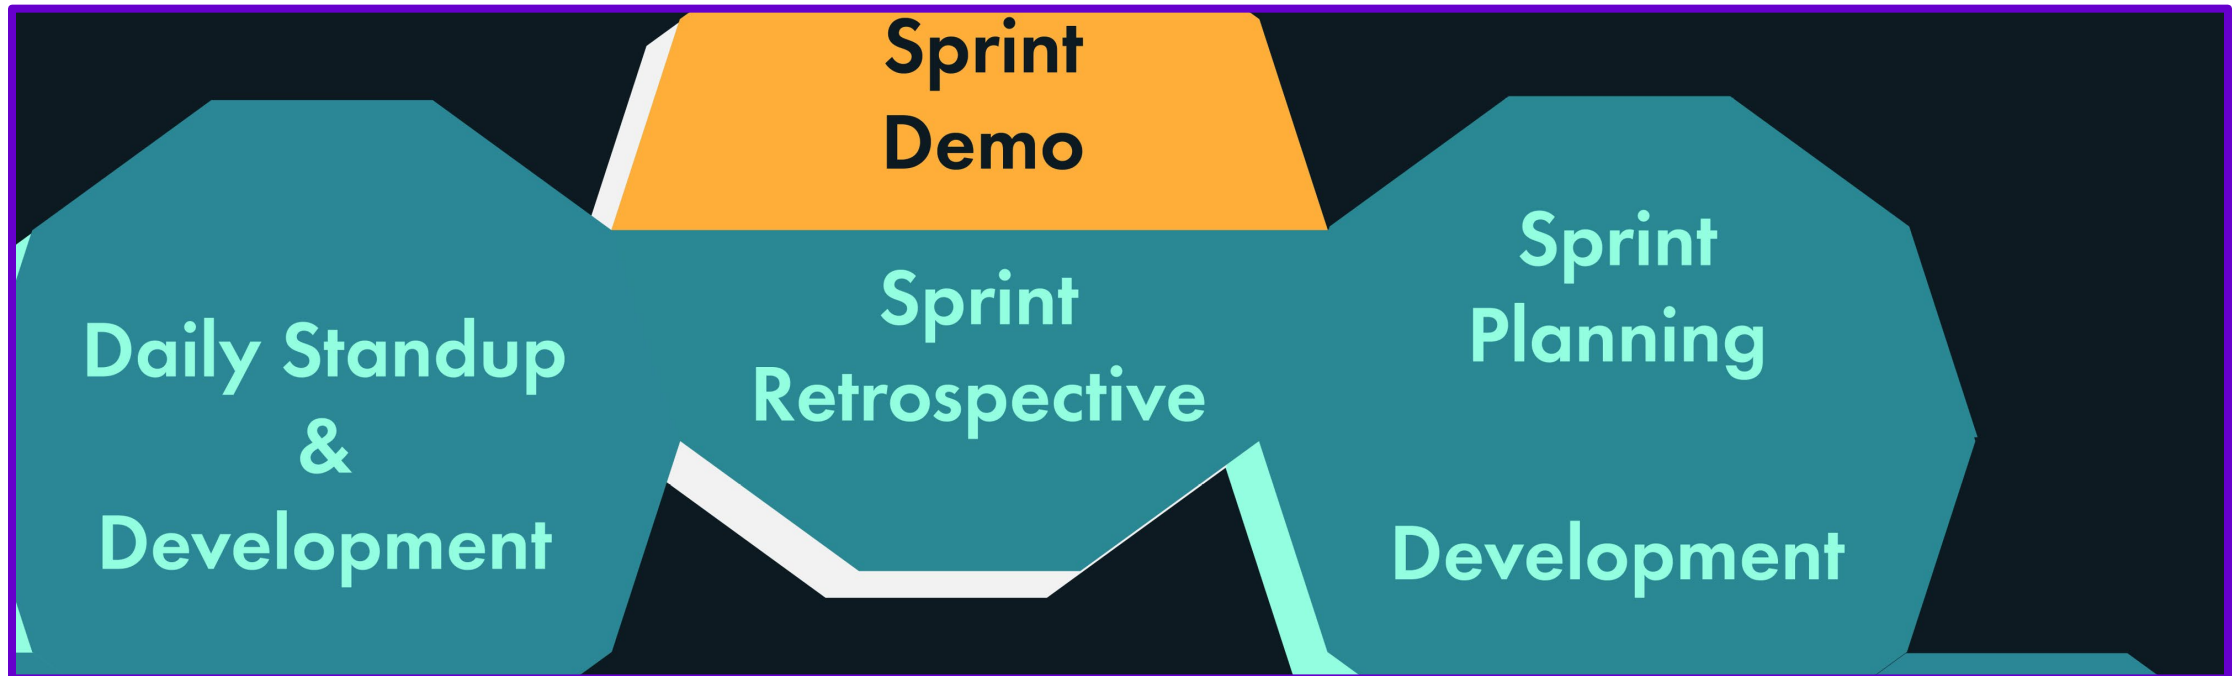 Daily Standup
&
Development
Sprint
Demo
Sprint
Retrospective
Sprint
Planning
Development